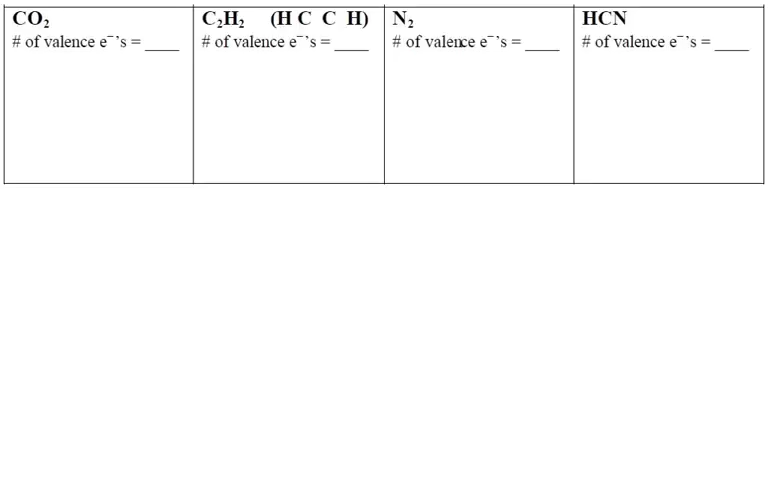 CO₂
# of valence e⁻'s = ____
C₂H₂ (H C C H)
# of valence e⁻'s = ____
N₂
# of valence e⁻'s = ____
HCN
# of valence e⁻'s = ____